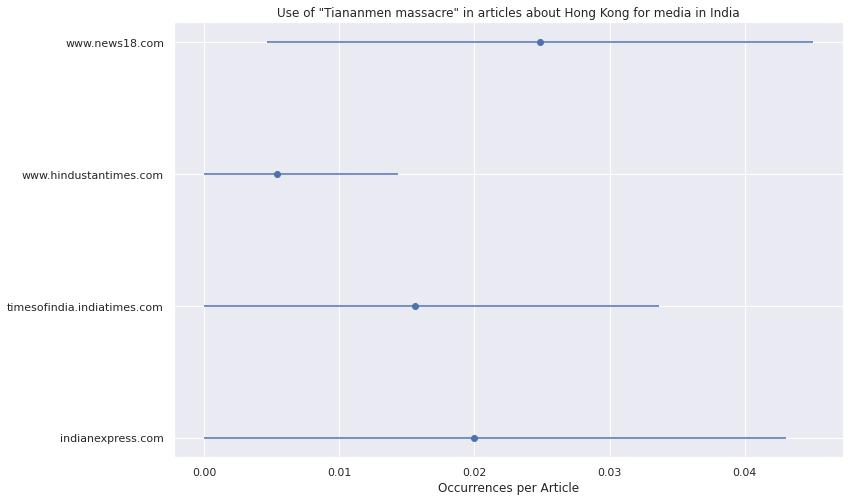 Use of "Tiananmen massacre" in articles about Hong Kong for media in India
www.news18.com
www.hindustantimes.com
timesofindia.indiatimes.com
indianexpress.com
0.00 0.01 0.02 0.03 0.04
Occurrences per Article